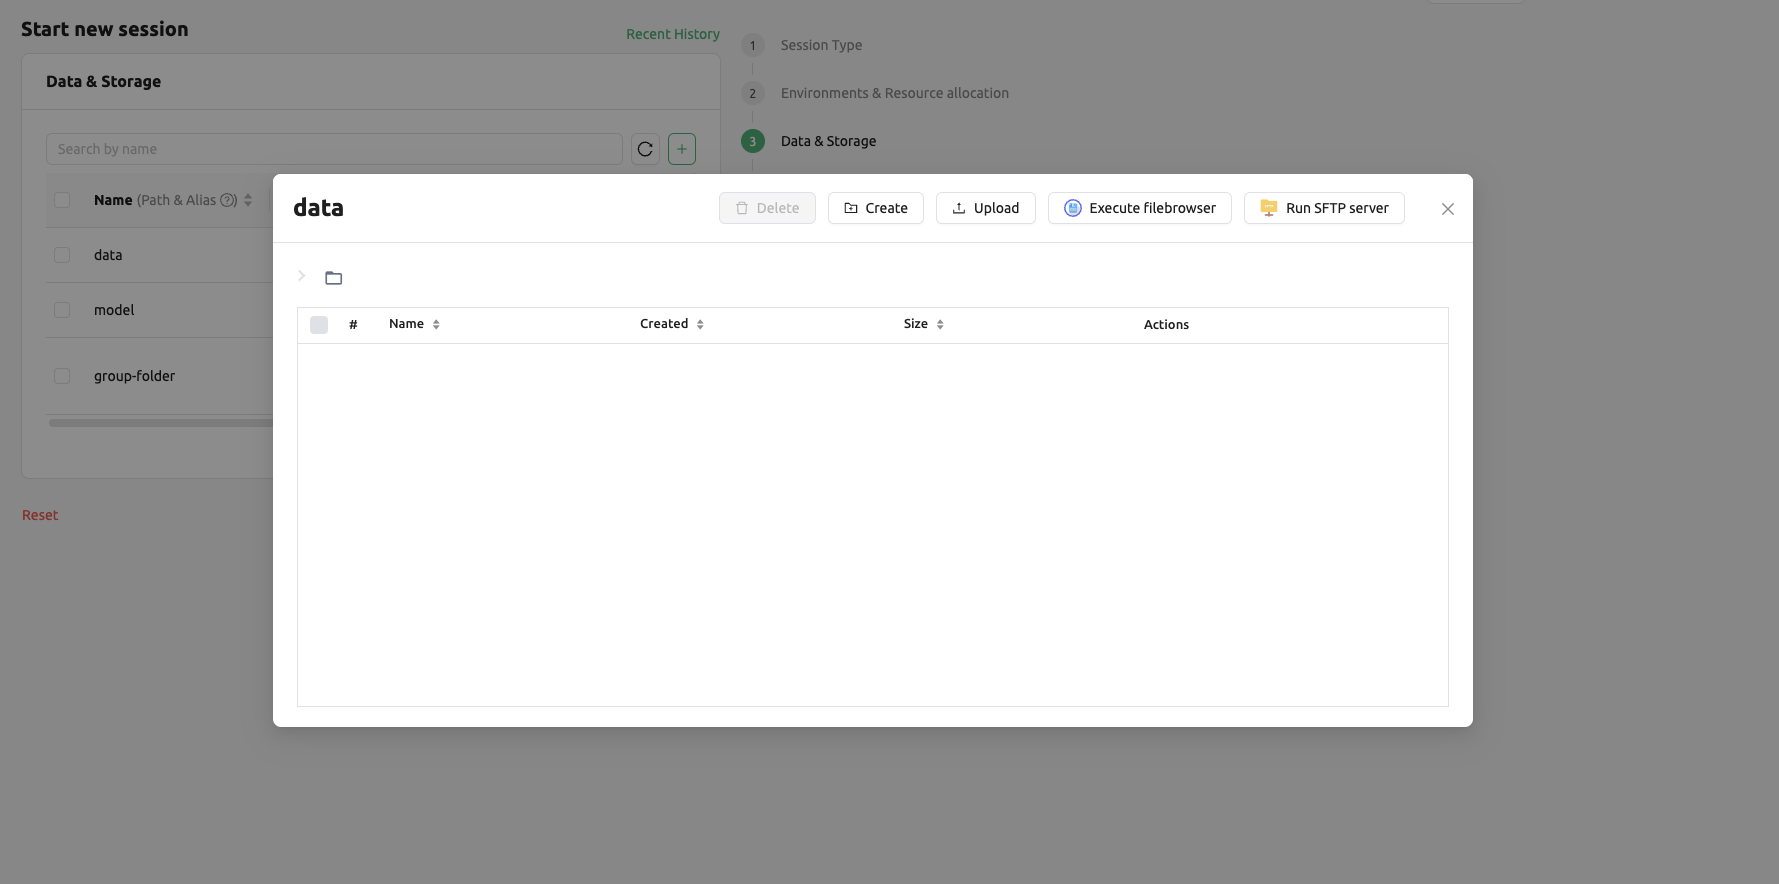 Start new session
Recent History
Data & Storage
Search by name
Name (Path & Alias ?)
data
model
group-folder
Reset
1 Session Type
2 Environments & Resource allocation
3 Data & Storage
data
Delete
Create
Upload
Execute filebrowser
Run SFTP server
# Name Created Size Actions